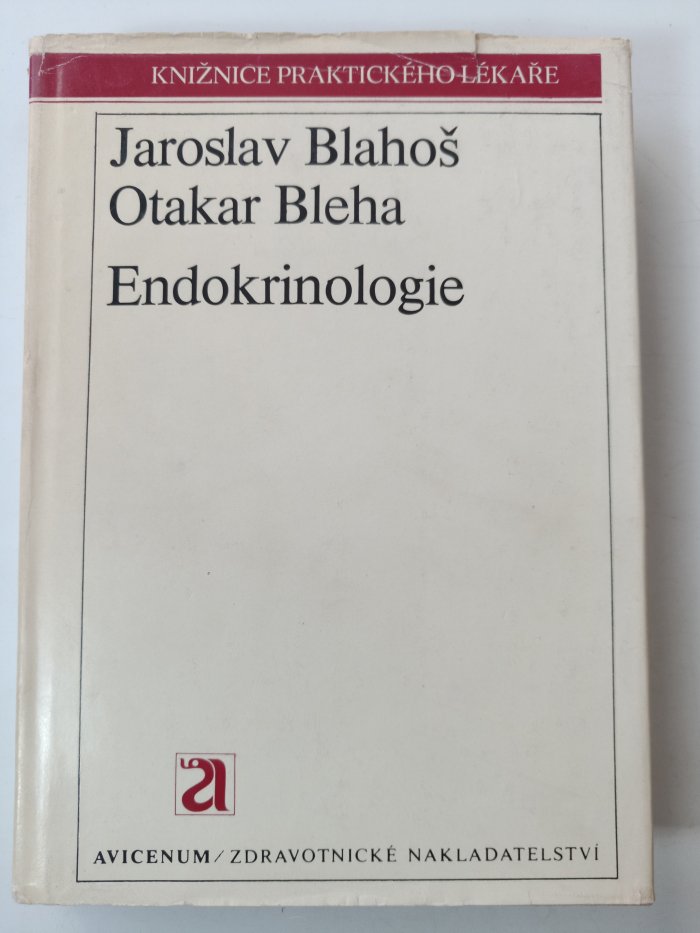 KNIŽNICE PRAKTICKÉHO LÉKAŘE
Jaroslav Blahoš
Otakar Bleha
Endokrinologie
a
AVICENUM/ZDRAVOTNICKÉ NAKLADATELSTVÍ